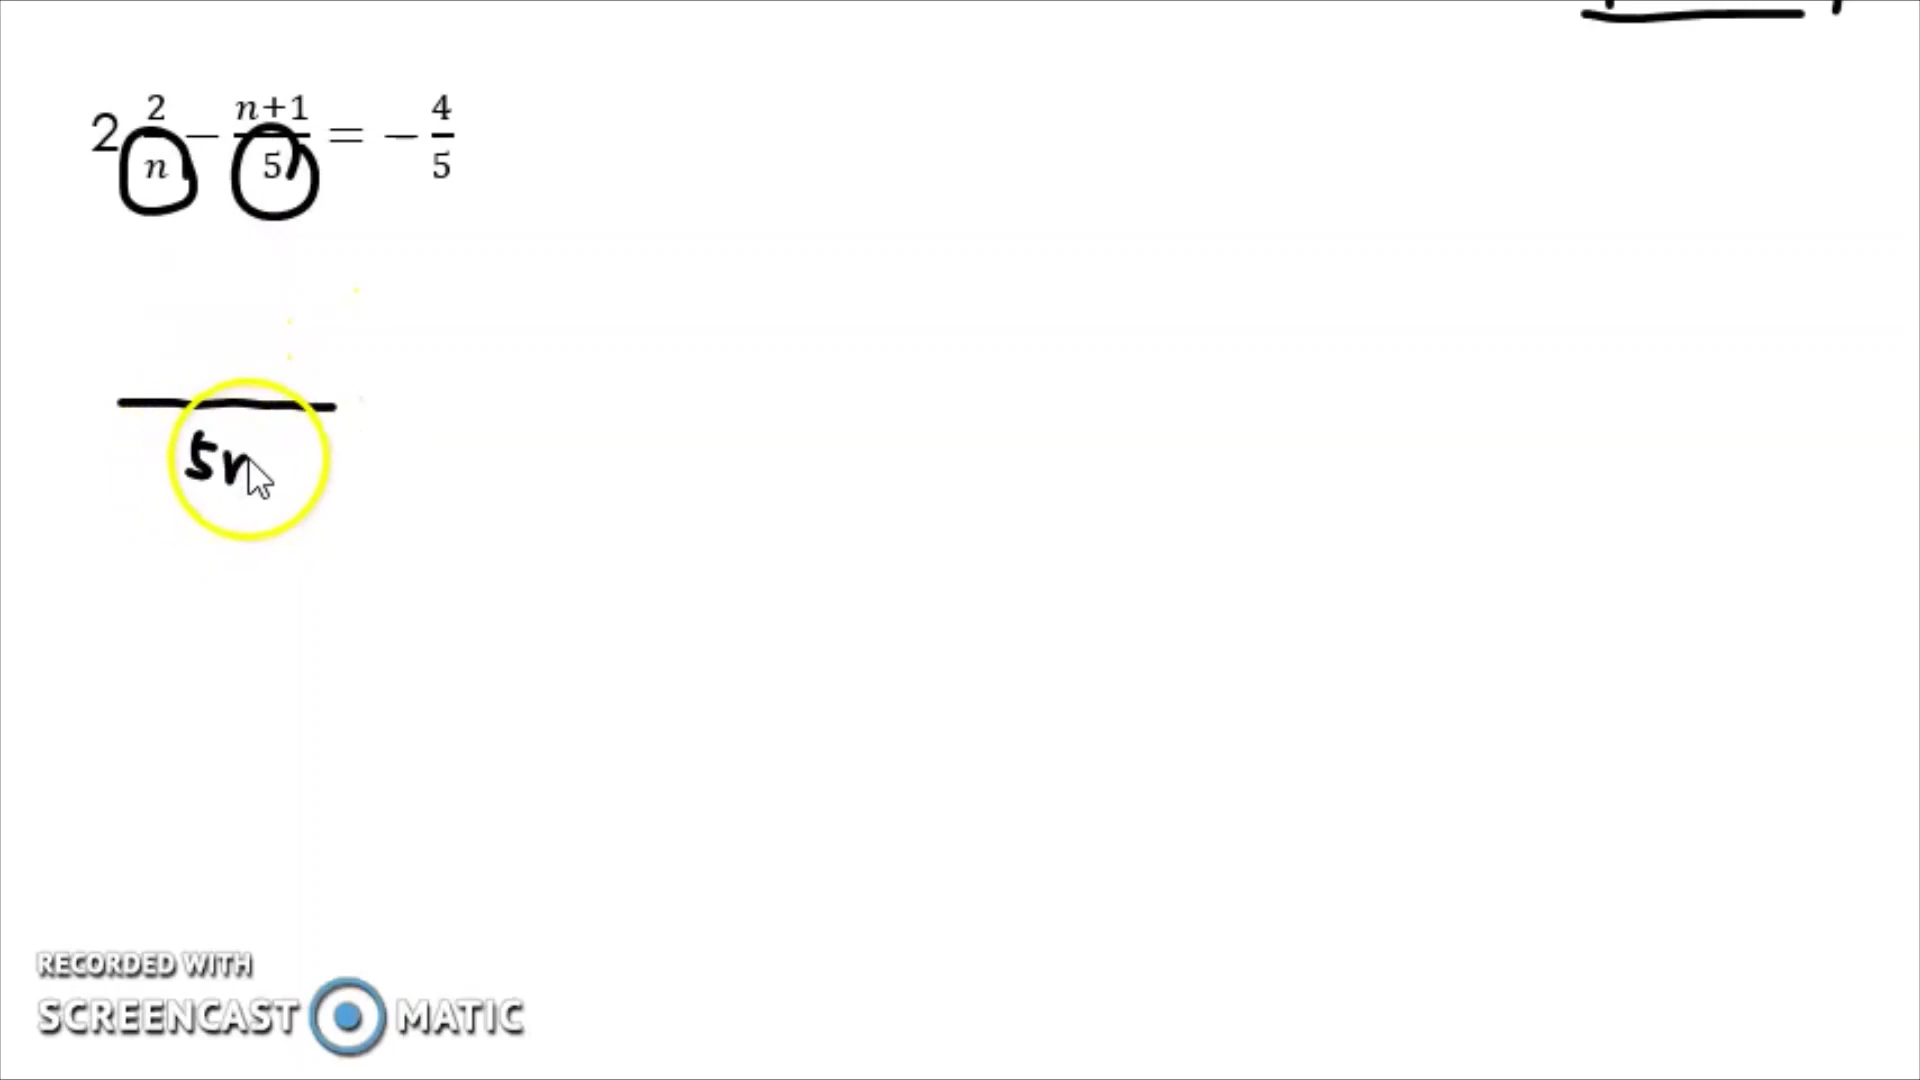 2 2/n − n+1/5 = − 4/5
5n
RECORDED WITH
SCREENCAST MATIC